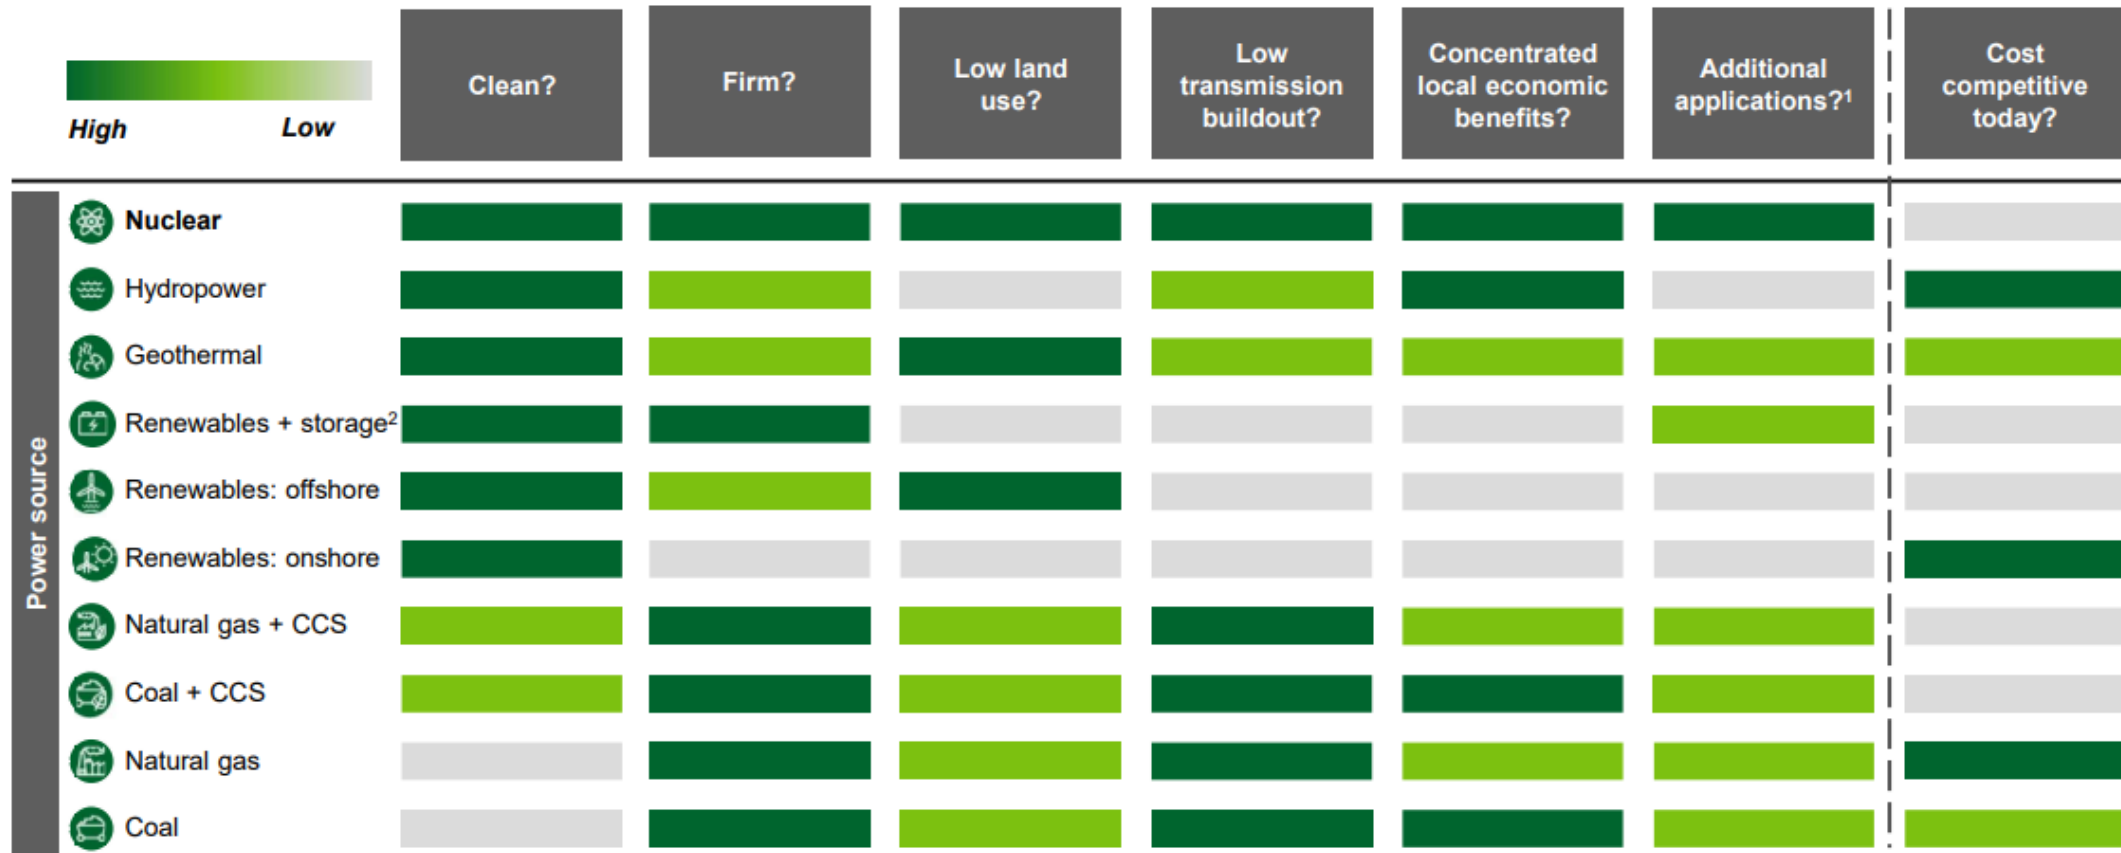 High
Low
Clean?
Firm?
Low land
use?
Low
transmission
buildout?
Concentrated
local economic
benefits?
Additional
applications?¹
Cost
competitive
today?
Power source
Nuclear
Hydropower
Geothermal
Renewables + storage²
Renewables: offshore
Renewables: onshore
Natural gas + CCS
Coal + CCS
Natural gas
Coal